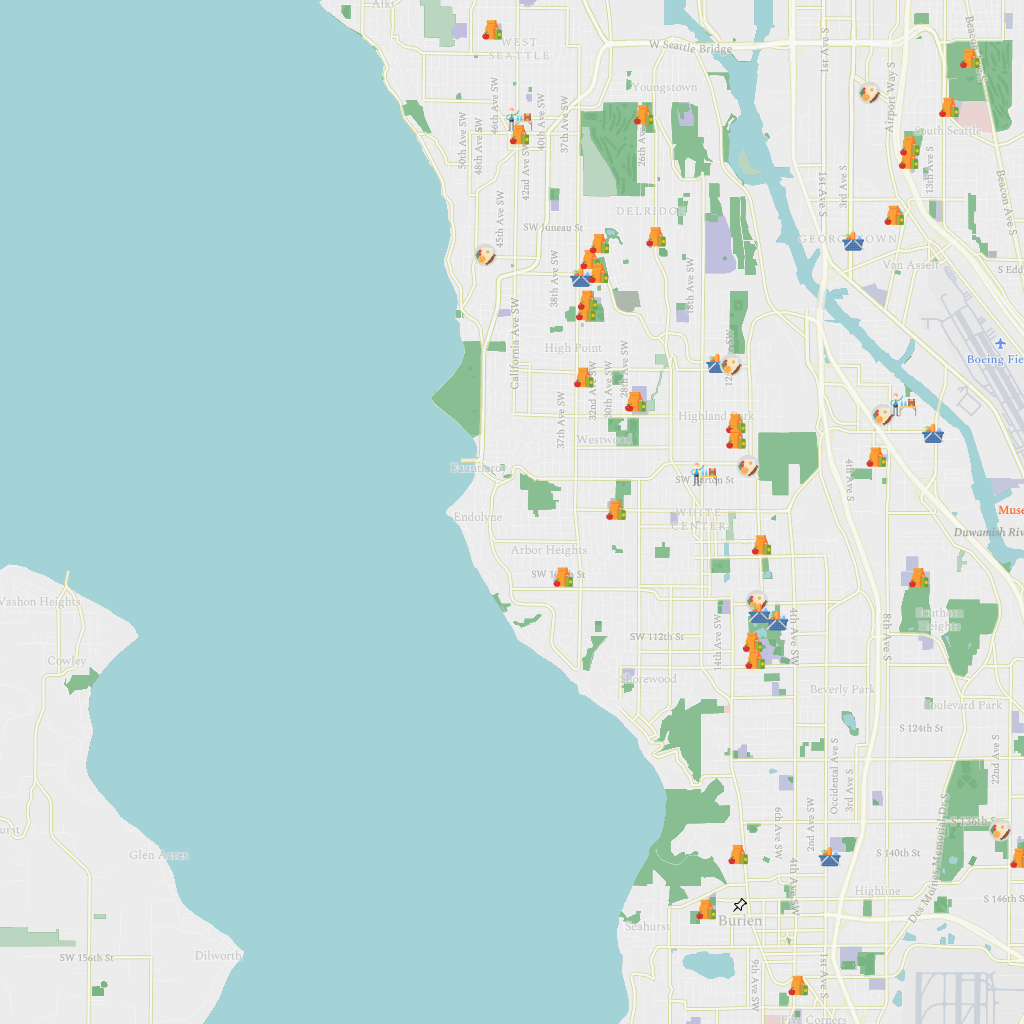 Alki
WEST
SEATTLE
W Seattle Bridge
1st Ave S
Airport Way S
Youngstown
South Seattle
50th Ave SW
48th Ave SW
46th Ave SW
42nd Ave SW
40th Ave SW
37th Ave SW
26th Ave SW
3rd Ave S
1st Ave S
13th Ave S
Beacon Ave S
45th Ave SW
SW Juneau St
GEORGETOWN
Van Asselt
38th Ave SW
18th Ave SW
California Ave SW
High Point
Boeing Fie
37th Ave SW
32nd Ave SW
30th Ave SW
28th Ave SW
Highland Park
Westwood
Fauntleroy
4th Ave S
SW Barton St
Endolyne
WHITE
CENTER
Muse
Duwamish Riv
Arbor Heights
Vashon Heights
Cowley
SW 112th St
14th Ave SW
4th Ave SW
8th Ave S
Southern
Heights
Shorewood
Beverly Park
Boulevard Park
S 124th St
22nd Ave S
Occidental Ave S
3rd Ave S
6th Ave SW
2nd Ave SW
S 136th St
Des Moines Memorial Dr S
Glen Acres
S 140th St
4th Ave SW
Highline
S 146th S
Burien
Seahurst
SW 156th St
Dilworth
9th Ave SW
1st Ave S
Five Corners